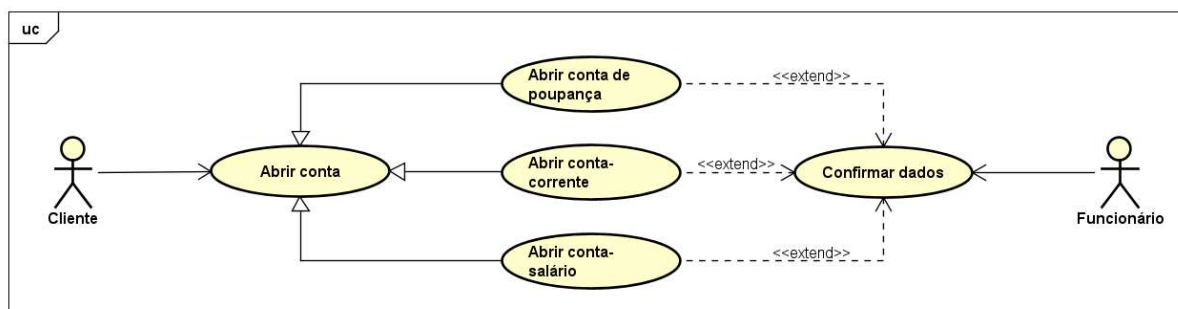 uc
Abrir conta de
poupança
<<extend>>
Cliente
Abrir conta
Abrir conta-
corrente
<<extend>>
Confirmar dados
Funcionário
Abrir conta-
salário
<<extend>>